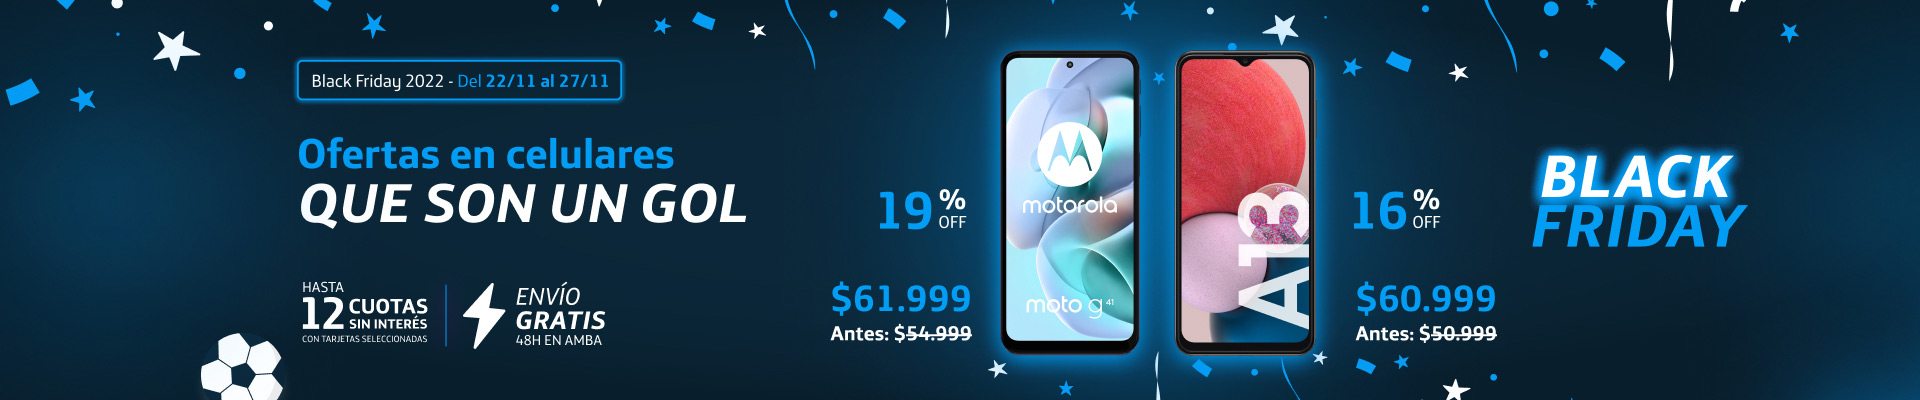 Black Friday 2022 - Del 22/11 al 27/11
Ofertas en celulares
QUE SON UN GOL
HASTA
12 CUOTAS
SIN INTERÉS
CON TARJETAS SELECCIONADAS
ENVÍO
GRATIS
48H EN AMBA
19 % OFF
$61.999
Antes: $54.999
motorola
moto g 41
A13
16 % OFF
$60.999
Antes: $50.999
BLACK
FRIDAY